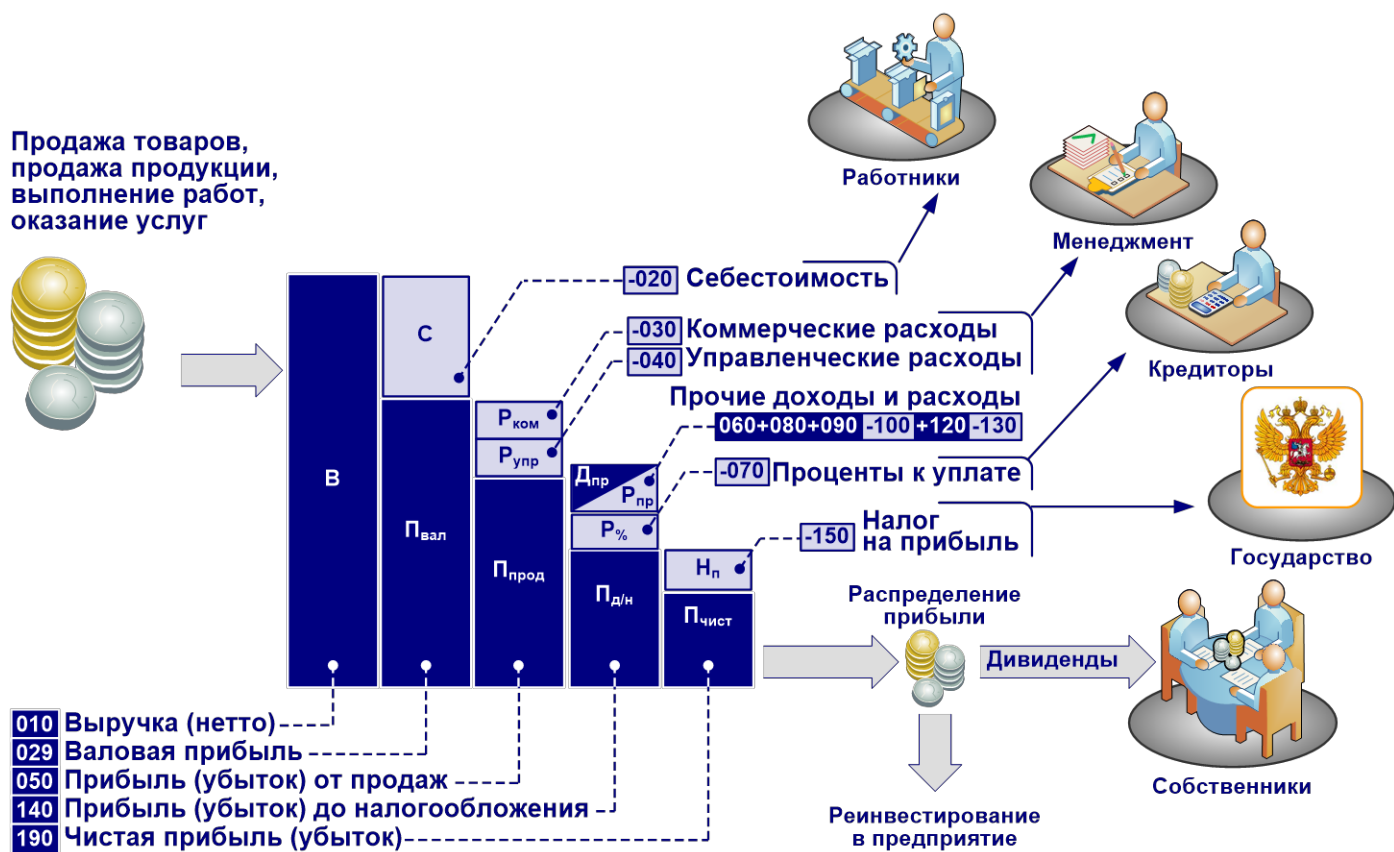 Продажа товаров,
продажа продукции,
выполнение работ,
оказание услуг
Работники
Менеджмент
Кредиторы
Государство
Собственники
-020 Себестоимость
-030 Коммерческие расходы
-040 Управленческие расходы
Прочие доходы и расходы
060+080+090 -100 +120 -130
-070 Проценты к уплате
-150 Налог
на прибыль
В
С
Пвал
Рком
Рупр
Ппрод
Дпр
Рпр
Р%
Пд/н
Нп
Пчист
Распределение
прибыли
Дивиденды
Реинвестирование
в предприятие
010 Выручка (нетто)
029 Валовая прибыль
050 Прибыль (убыток) от продаж
140 Прибыль (убыток) до налогообложения
190 Чистая прибыль (убыток)